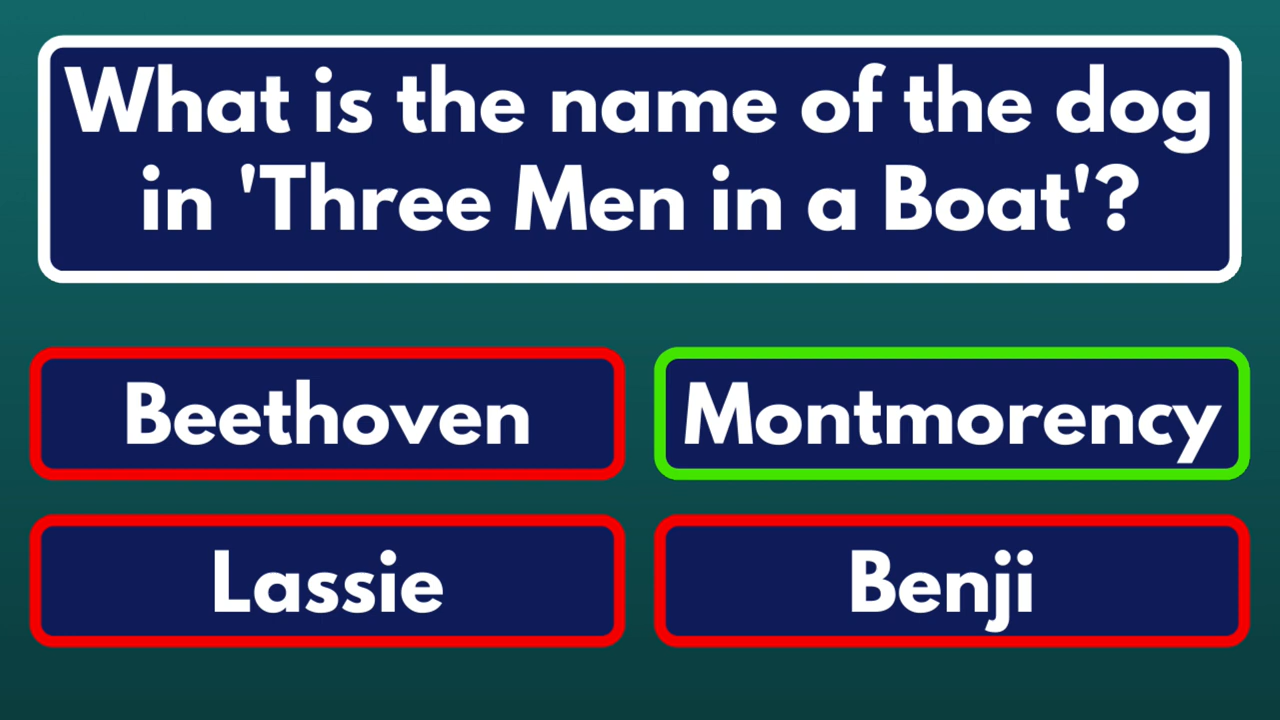 What is the name of the dog
in 'Three Men in a Boat'?
Beethoven
Montmorency
Lassie
Benji